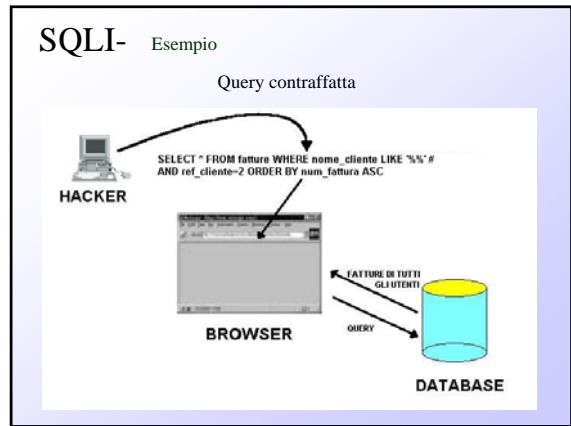 SQLI- Esempio
Query contraffatta
SELECT * FROM fatture WHERE nome_cliente LIKE '%%' #
AND ref_cliente=2 ORDER BY num_fattura ASC
HACKER
FATTURE DI TUTTI
GLI UTENTI
QUERY
BROWSER
DATABASE